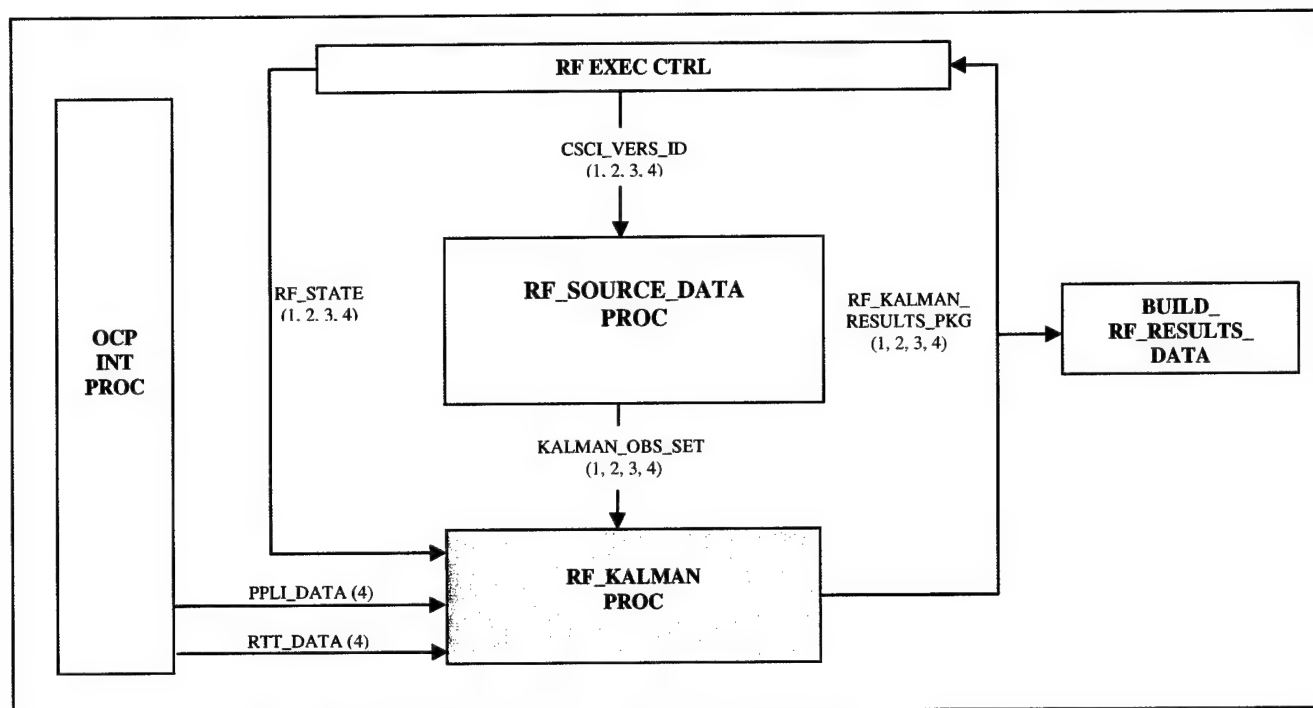 RF EXEC CTRL
CSCI_VERS_ID
(1, 2, 3, 4)
RF_SOURCE_DATA
PROC
RF_STATE
(1, 2, 3, 4)
RF_KALMAN_
RESULTS_PKG
(1, 2, 3, 4)
BUILD_
RF_RESULTS_
DATA
OCP
INT
PROC
KALMAN_OBS_SET
(1, 2, 3, 4)
RF_KALMAN
PROC
PPLI_DATA (4)
RTT_DATA (4)